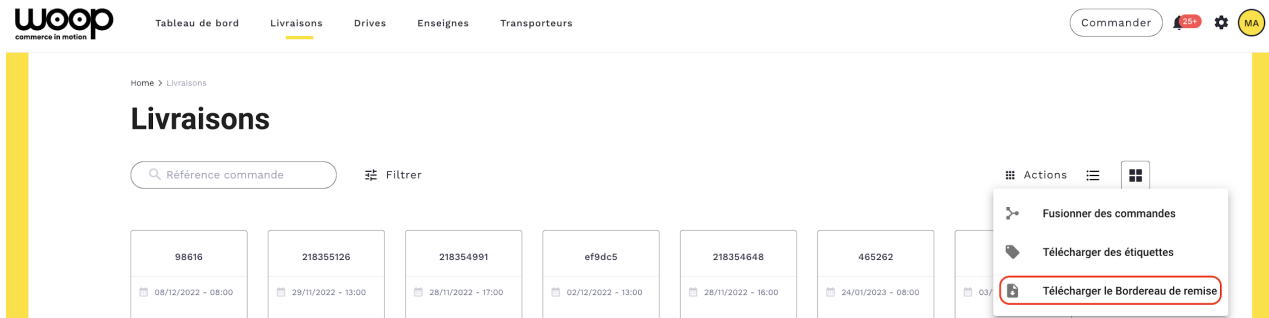 woop
commerce in motion
Tableau de bord
Livraisons
Drives
Enseignes
Transporteurs
Commander
25+
MA
Home > Livraisons
Livraisons
Référence commande
Filtrer
Actions
Fusionner des commandes
Télécharger des étiquettes
Télécharger le Bordereau de remise
98616
218355126
218354991
ef9dc5
218354648
465262
08/12/2022 - 08:00
29/11/2022 - 13:00
28/11/2022 - 17:00
02/12/2022 - 13:00
28/11/2022 - 16:00
24/01/2023 - 08:00
03/